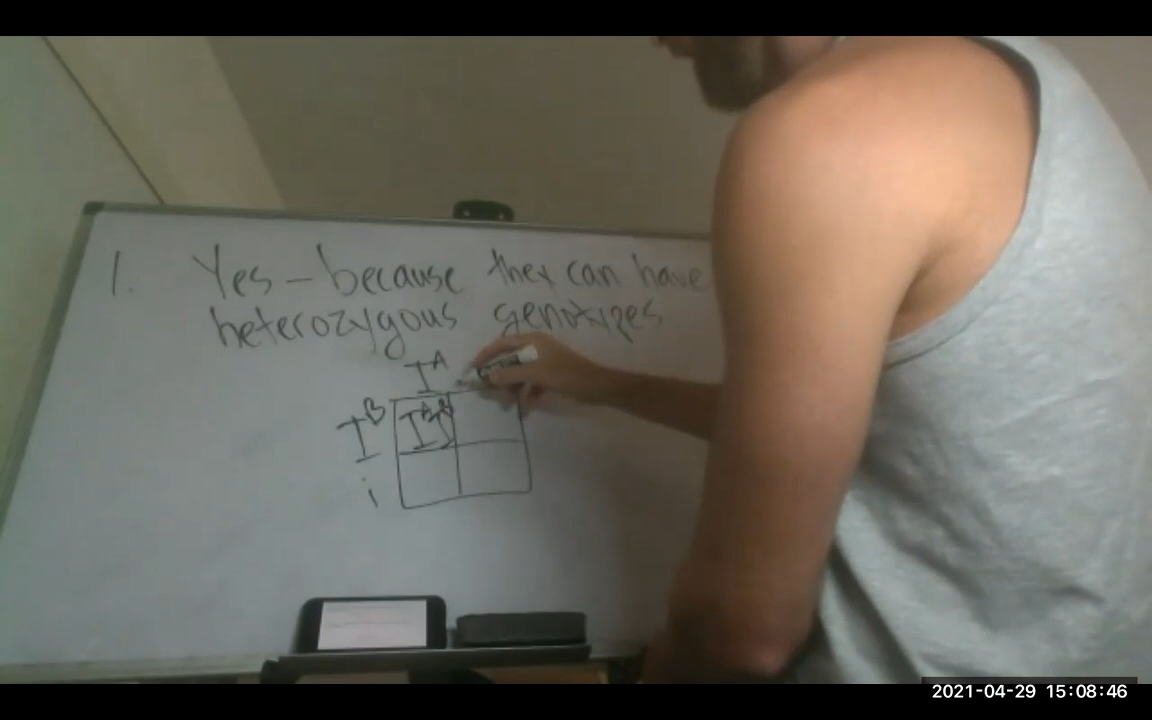 1. Yes – because they can have
heterozygous genotypes
I^A
I^B I^A I^B
i
2021-04-29 15:08:46